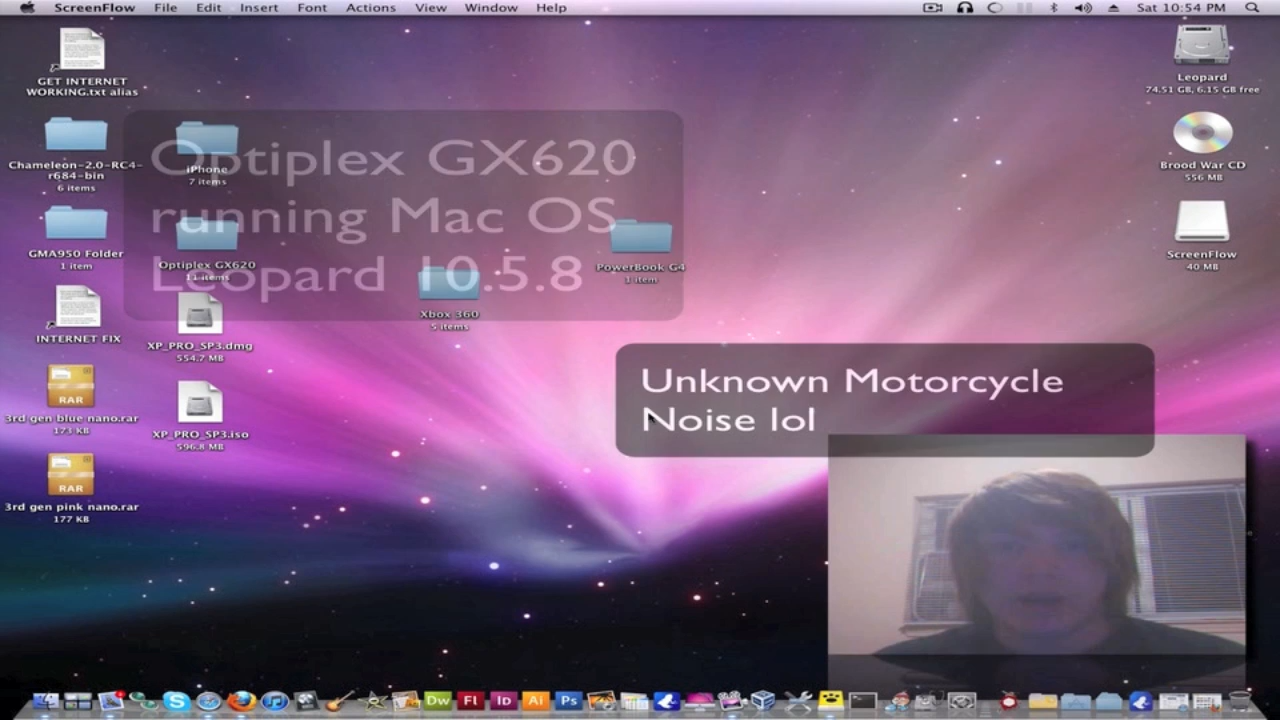 ScreenFlow File Edit Insert Font Actions View Window Help Sat 10:54 PM
GET INTERNET
WORKING.txt alias
Chameleon-2.0-RC4-
r684-bin
6 items
GMA950 Folder
1 item
INTERNET FIX
RAR
3rd gen blue nano.rar
173 KB
RAR
3rd gen pink nano.rar
177 KB
iPhone
7 items
Optiplex GX620
11 items
XP_PRO_SP3.dmg
554.7 MB
XP_PRO_SP3.iso
596.8 MB
Optiplex GX620
running Mac OS
Leopard 10.5.8
Xbox 360
5 items
PowerBook G4
1 item
Unknown Motorcycle
Noise lol
Leopard
74.51 GB, 6.15 GB free
Brood War CD
556 MB
ScreenFlow
40 MB
Dw Fl Id Ai Ps